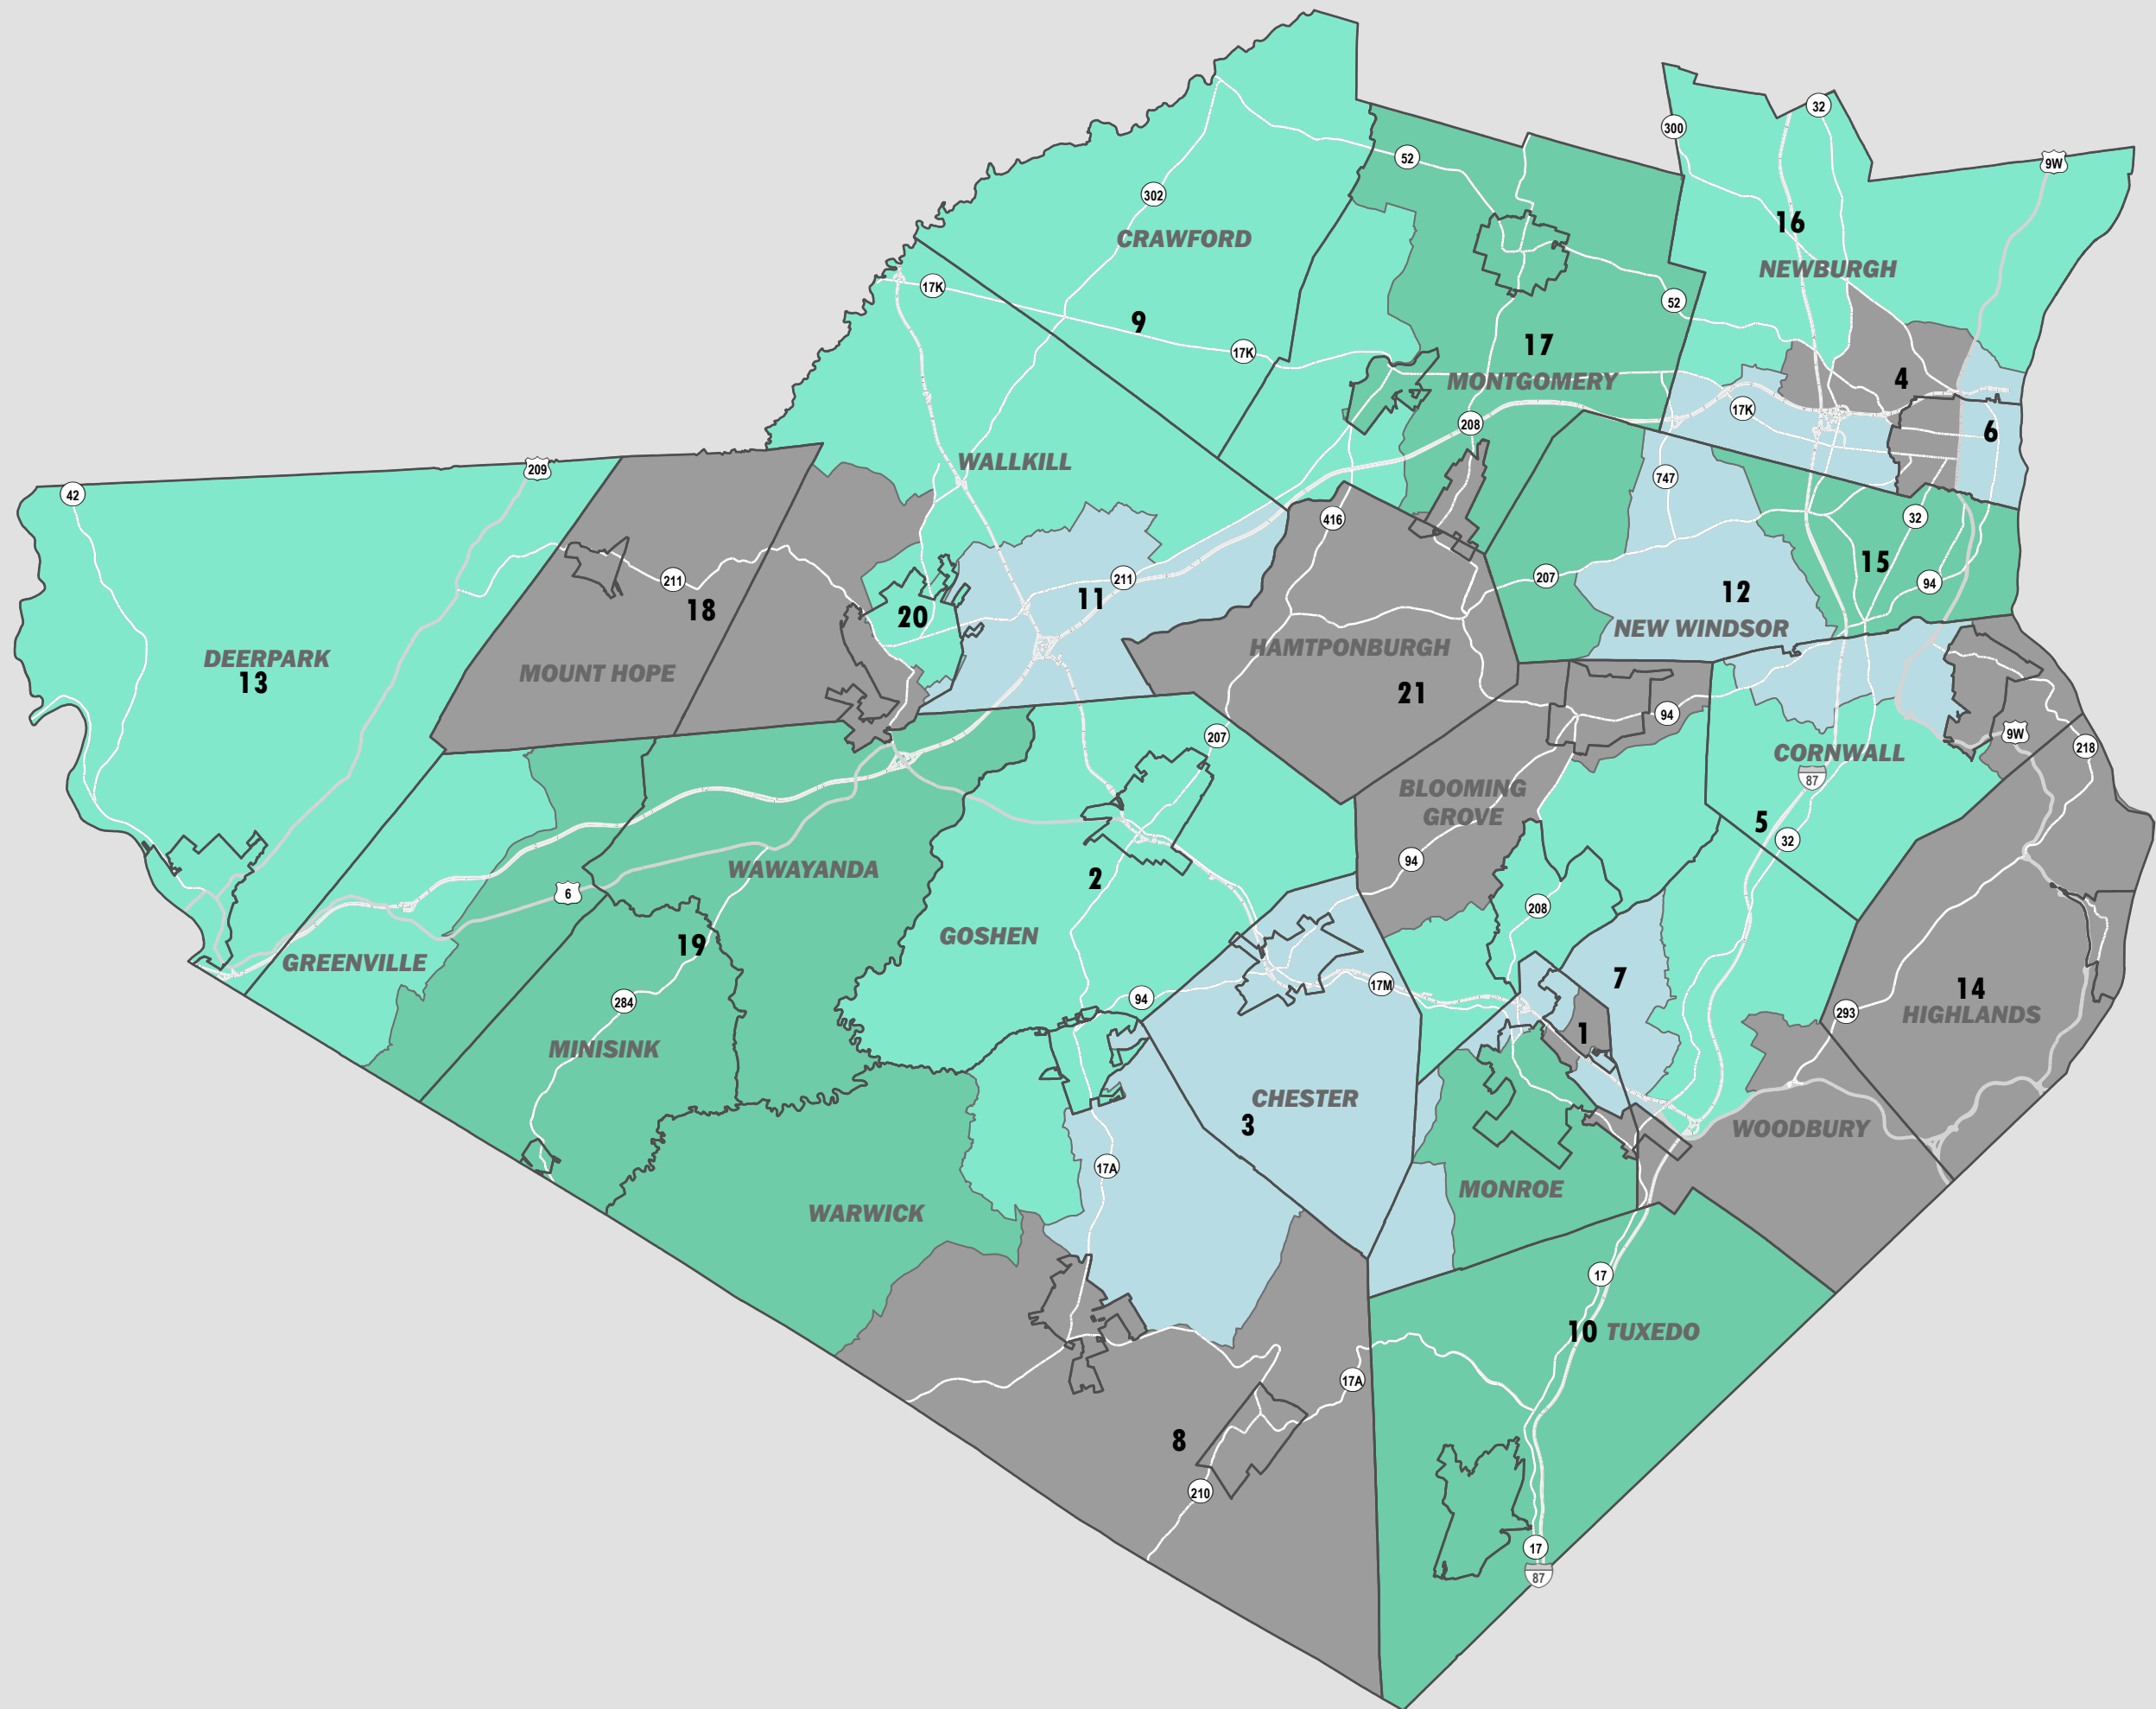 32
300
9W
52
302
16
CRAWFORD
NEWBURGH
17K
52
9
17K
17
4
MONTGOMERY
17K
208
6
WALLKILL
209
42
747
416
32
211
211
207
15
94
18
20
11
12
HAMTPONBURGH
NEW WINDSOR
DEERPARK
13
MOUNT HOPE
21
94
207
9W
218
CORNWALL
87
BLOOMING
GROVE
5
32
94
WAWAYANDA
2
6
208
19
GOSHEN
GREENVILLE
7
17M
94
284
14
293
HIGHLANDS
1
MINISINK
CHESTER
3
WOODBURY
17A
MONROE
WARWICK
17
10 TUXEDO
17A
8
210
17
87